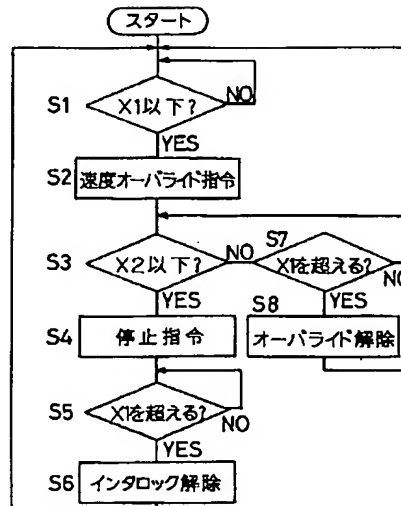 スタート
S1
X1以下?
NO
YES
S2
速度オーバライド指令
S3
X2以下?
NO
YES
S7
X1を超える?
NO
YES
S4
停止指令
S8
オーバライド解除
S5
X1を超える?
NO
YES
S6
インタロック解除